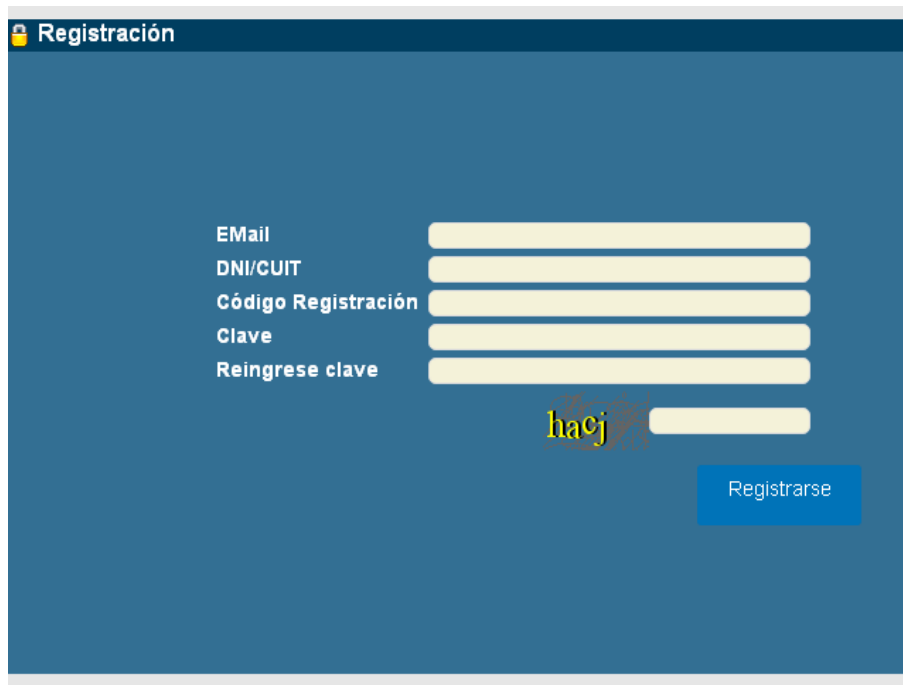 Registración
EMail
DNI/CUIT
Código Registración
Clave
Reingrese clave
hacj
Registrarse